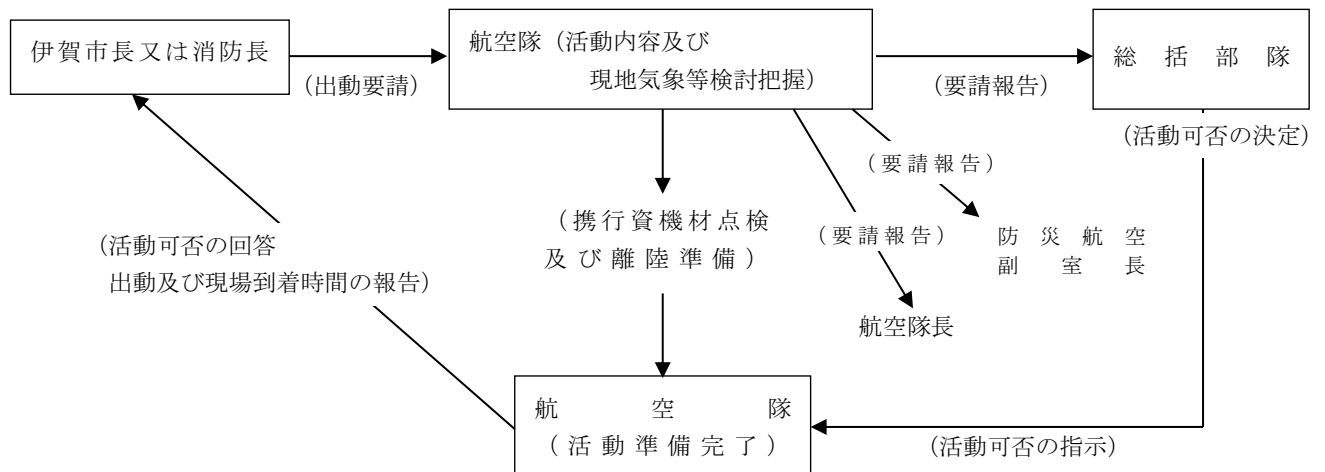 伊賀市長又は消防長
(出動要請)
航空隊（活動内容及び
現地気象等検討把握）
(要請報告)
総括部隊
(活動可否の決定)
(要請報告)
防災航空
副室長
(要請報告)
航空隊長
(携行資機材点検
及び離陸準備)
(活動可否の回答
出動及び現場到着時間の報告)
航空隊
(活動準備完了)
(活動可否の指示)